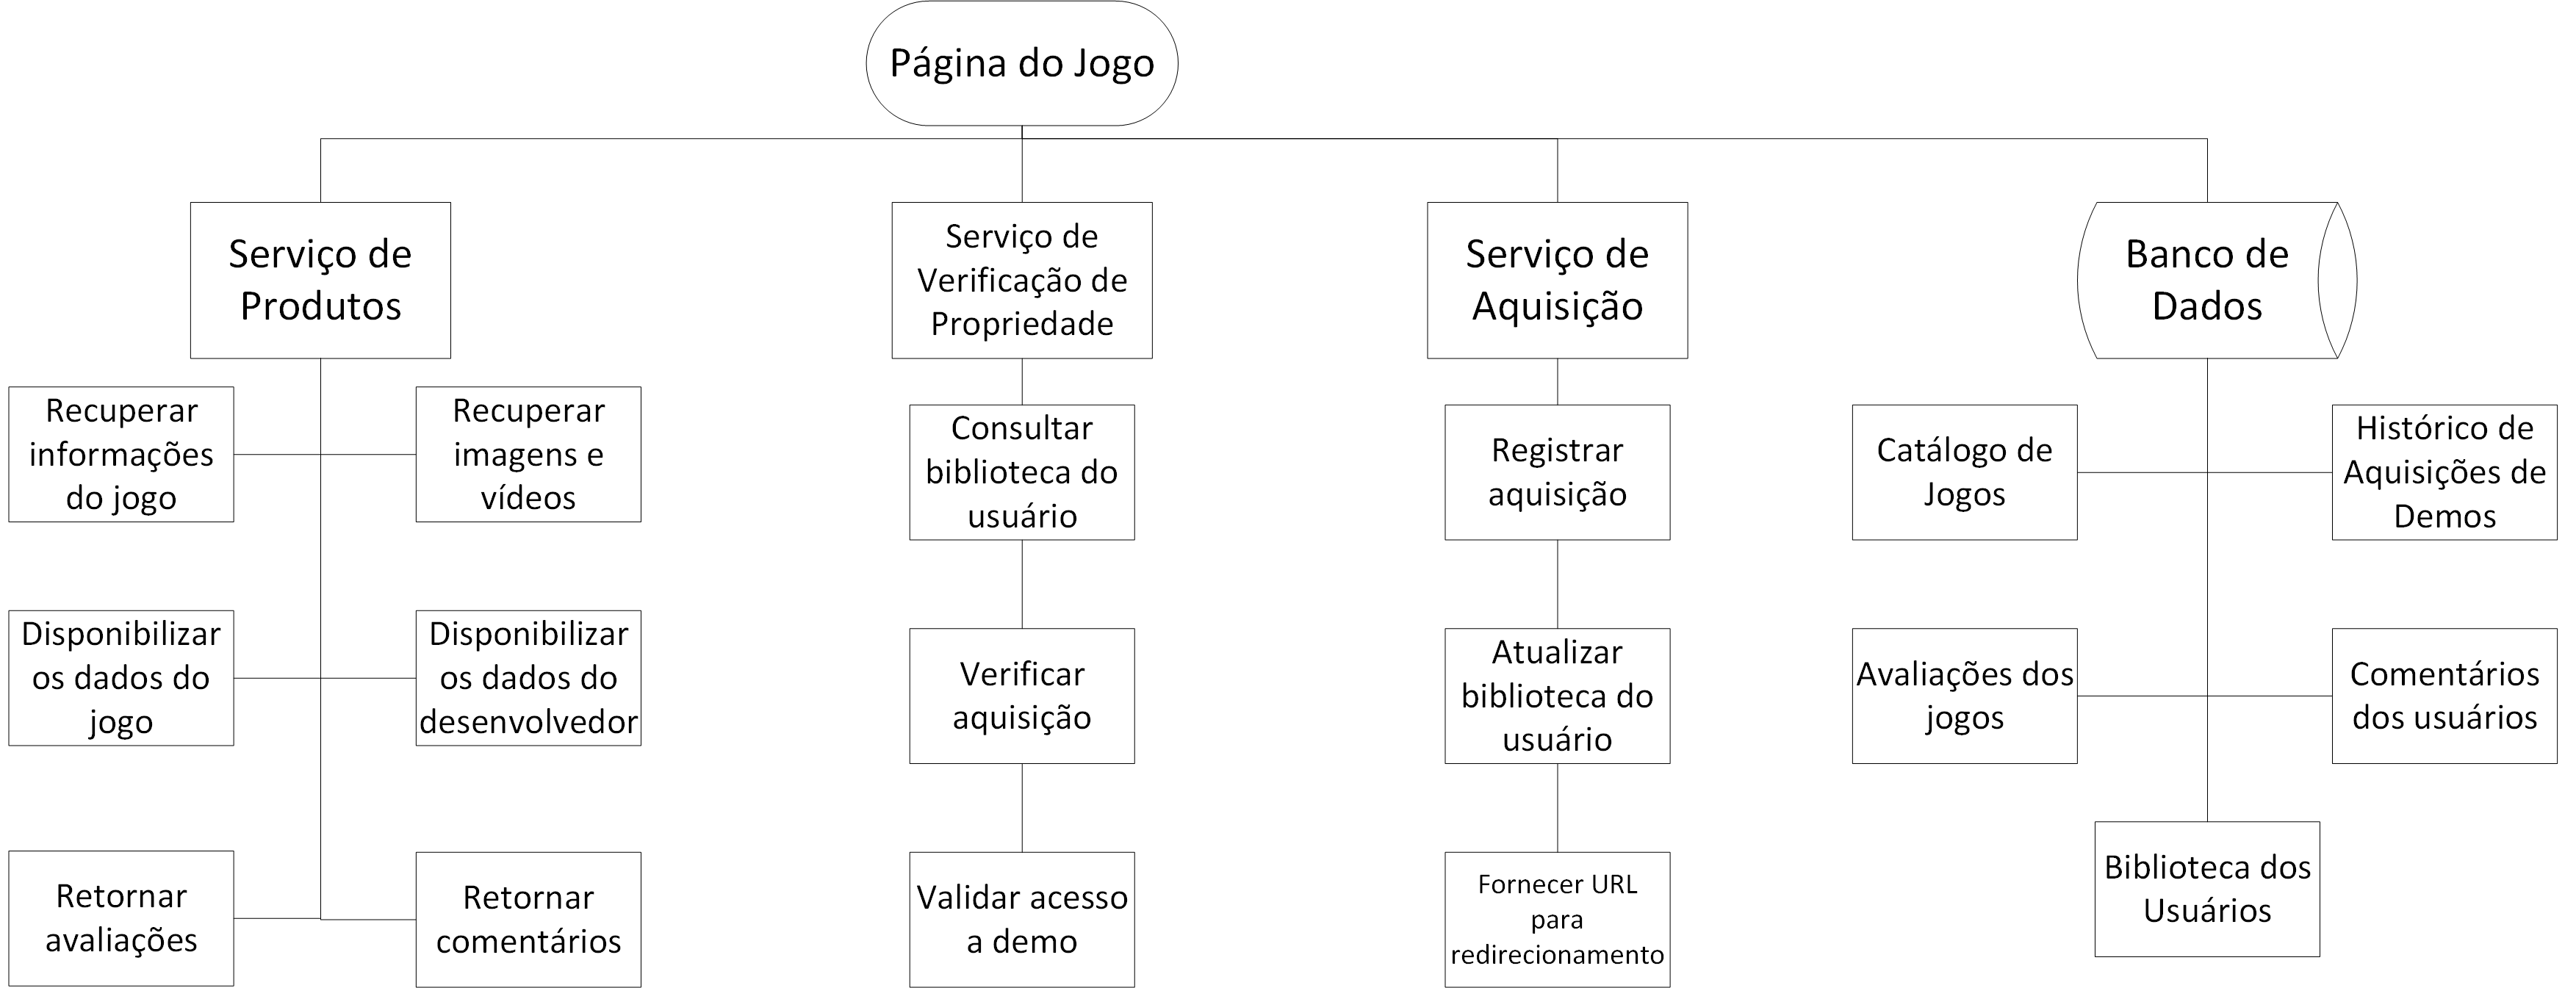 Página do Jogo
Serviço de
Produtos
Serviço de
Verificação de
Propriedade
Serviço de
Aquisição
Banco de
Dados
Recuperar
informações
do jogo
Recuperar
imagens e
vídeos
Consultar
biblioteca do
usuário
Registrar
aquisição
Catálogo de
Jogos
Histórico de
Aquisições de
Demos
Disponibilizar
os dados do
jogo
Disponibilizar
os dados do
desenvolvedor
Verificar
aquisição
Atualizar
biblioteca do
usuário
Avaliações dos
jogos
Comentários
dos usuários
Retornar
avaliações
Retornar
comentários
Validar acesso
a demo
Fornecer URL
para
redirecionamento
Biblioteca dos
Usuários